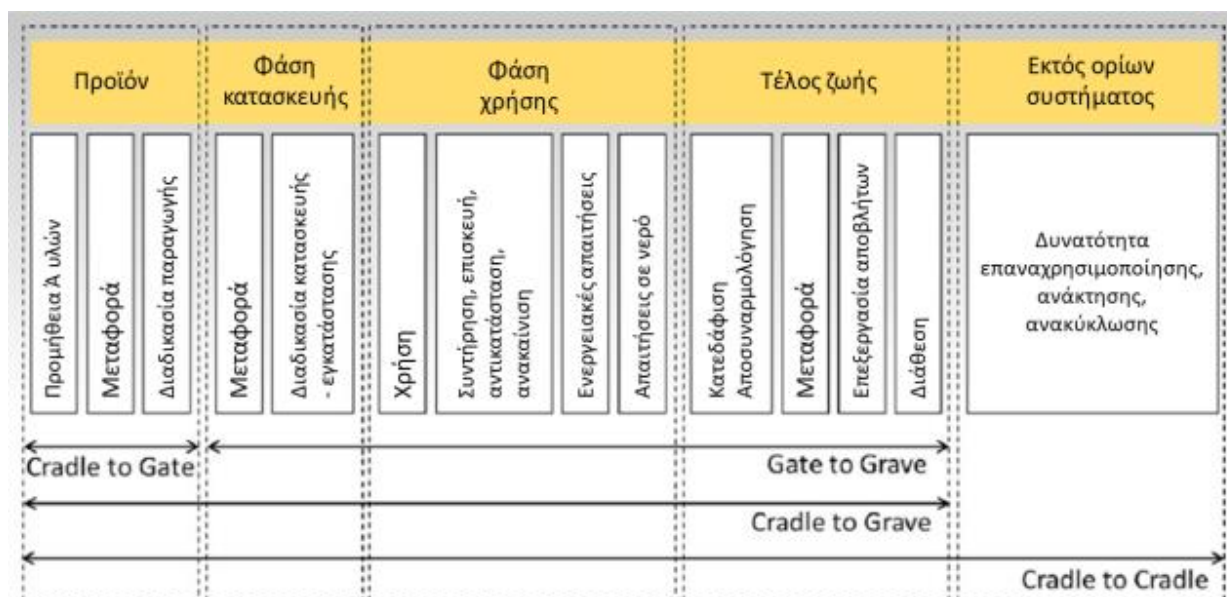 Προϊόν
Φάση
κατασκευής
Φάση
χρήσης
Τέλος ζωής
Εκτός ορίων
συστήματος
Προμήθεια Ά υλών
Μεταφορά
Διαδικασία παραγωγής
Μεταφορά
Διαδικασία κατασκευής
- εγκατάστασης
Χρήση
Συντήρηση, επισκευή,
αντικατάσταση,
ανακαίνιση
Ενεργειακές απαιτήσεις
Απαιτήσεις σε νερό
Κατεδάφιση
Αποσυναρμολόγηση
Μεταφορά
Επεξεργασία αποβλήτων
Διάθεση
Δυνατότητα
επαναχρησιμοποίησης,
ανάκτησης,
ανακύκλωσης
Cradle to Gate
Gate to Grave
Cradle to Grave
Cradle to Cradle